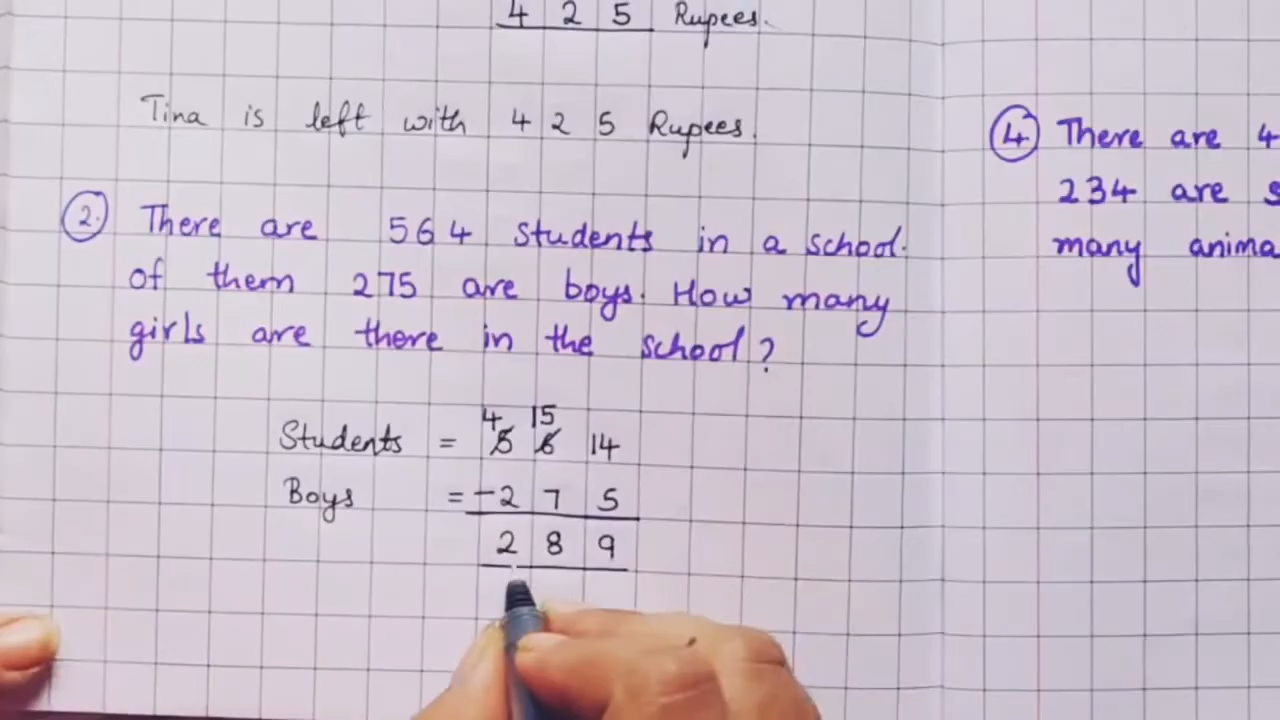 4 2 5 Rupees.
Tina is left with 4 2 5 Rupees.
2. There are 564 students in a school.
of them 275 are boys. How many
girls are there in the school?
4 15
Students = 5 6 14
Boys = - 2 7 5
2 8 9
4 There are 4
234 are s
many anima